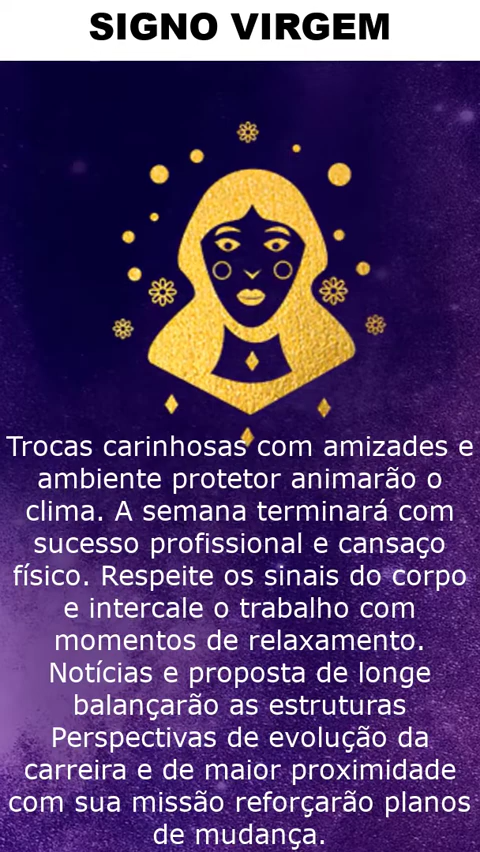 SIGNO VIRGEM
Trocas carinhosas com amizades e
ambiente protetor animarão o
clima. A semana terminará com
sucesso profissional e cansaço
físico. Respeite os sinais do corpo
e intercale o trabalho com
momentos de relaxamento.
Notícias e proposta de longe
balançarão as estruturas
Perspectivas de evolução da
carreira e de maior proximidade
com sua missão reforçarão planos
de mudança.